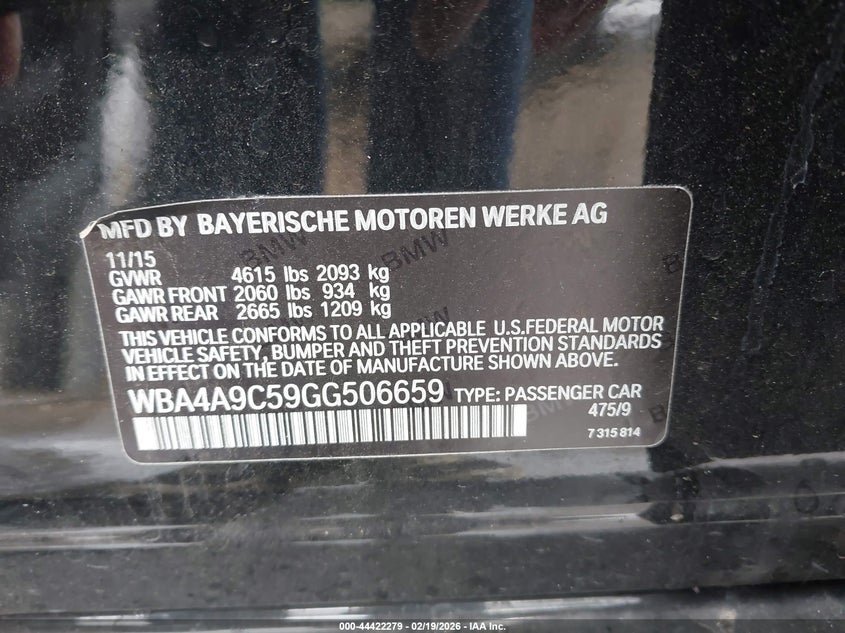 MFD BY BAYERISCHE MOTOREN WERKE AG
11/15
GVWR 4615 lbs 2093 kg
GAWR FRONT 2060 lbs 934 kg
GAWR REAR 2665 lbs 1209 kg
THIS VEHICLE CONFORMS TO ALL APPLICABLE U.S.FEDERAL MOTOR
VEHICLE SAFETY, BUMPER AND THEFT PREVENTION STANDARDS
IN EFFECT ON THE DATE OF MANUFACTURE SHOWN ABOVE.
WBA4A9C59GG506659 TYPE: PASSENGER CAR
475/9
7 315 814
BMW BMW
000-44422279 - 02/19/2026 - IAA Inc.